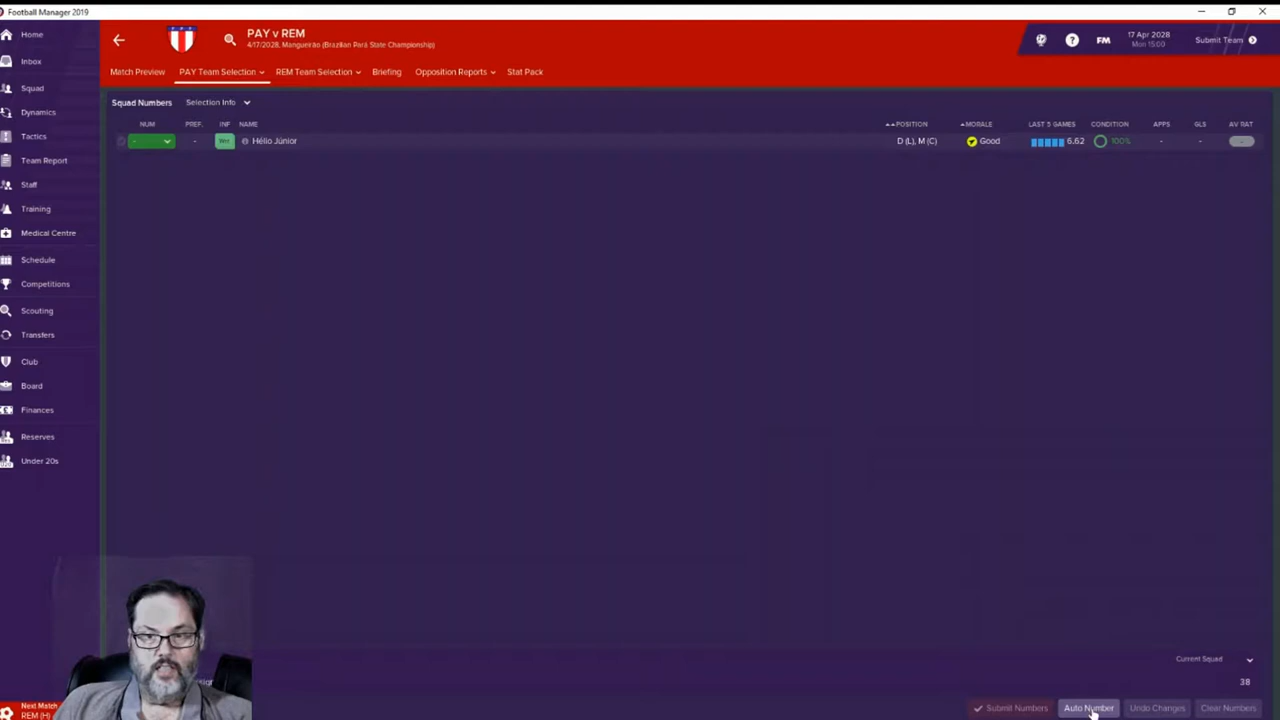 Football Manager 2019
Home
Inbox
Squad
Dynamics
Tactics
Team Report
Staff
Training
Medical Centre
Schedule
Competitions
Scouting
Transfers
Club
Board
Finances
Reserves
Under 20s
Next Match
REM (H)
PAY v REM
4/17/2028, Mangueirão (Brazilian Pará State Championship)
FM
17 Apr 2028
Mon 15:00
Submit Team
Match Preview PAY Team Selection REM Team Selection Briefing Opposition Reports Stat Pack
Squad Numbers Selection Info
NUM PREF. INF NAME POSITION MORALE LAST 5 GAMES CONDITION APPS GLS AV RAT
- - Wnt Hélio Júnior D (L), M (C) Good 6.62 100% - - -
Current Squad
38
Submit Numbers Auto Number Undo Changes Clear Numbers